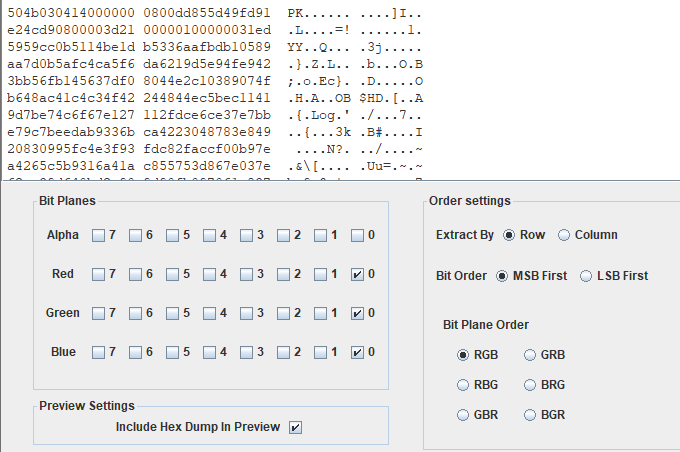 504b030414000000 0800dd855d49fd91 PK...... ....]I..
e24cd90800003d21 00000100000031ed .L....=! ......1.
5959cc0b5114be1d b5336aafbdb10589 YY..Q... .3j.....
aa7d0b5afc4ca5f6 da6219d5e94fe942 .}.Z.L.. .b...O.B
3bb56fb145637df0 8044e2c10389074f ;.o.Ec}. .D.....O
b648ac41c4c34f42 244844ec5bec1141 .H.A..OB $HD.[..A
9d7be74c6f67e127 112fdce6ce37e7bb .{.Log.' ./...7..
e79c7beedab9336b ca4223048783e849 ..{...3k .B#....I
20830995fc4e3f93 fdc82faccf00b97e ....N?. ../....~
a4265c5b9316a41a c855753d867e037e .&\[.... .Uu=.~.~
Bit Planes
Alpha 7 6 5 4 3 2 1 0
Red 7 6 5 4 3 2 1 0
Green 7 6 5 4 3 2 1 0
Blue 7 6 5 4 3 2 1 0
Preview Settings
Include Hex Dump In Preview
Order settings
Extract By Row Column
Bit Order MSB First LSB First
Bit Plane Order
RGB GRB
RBG BRG
GBR BGR